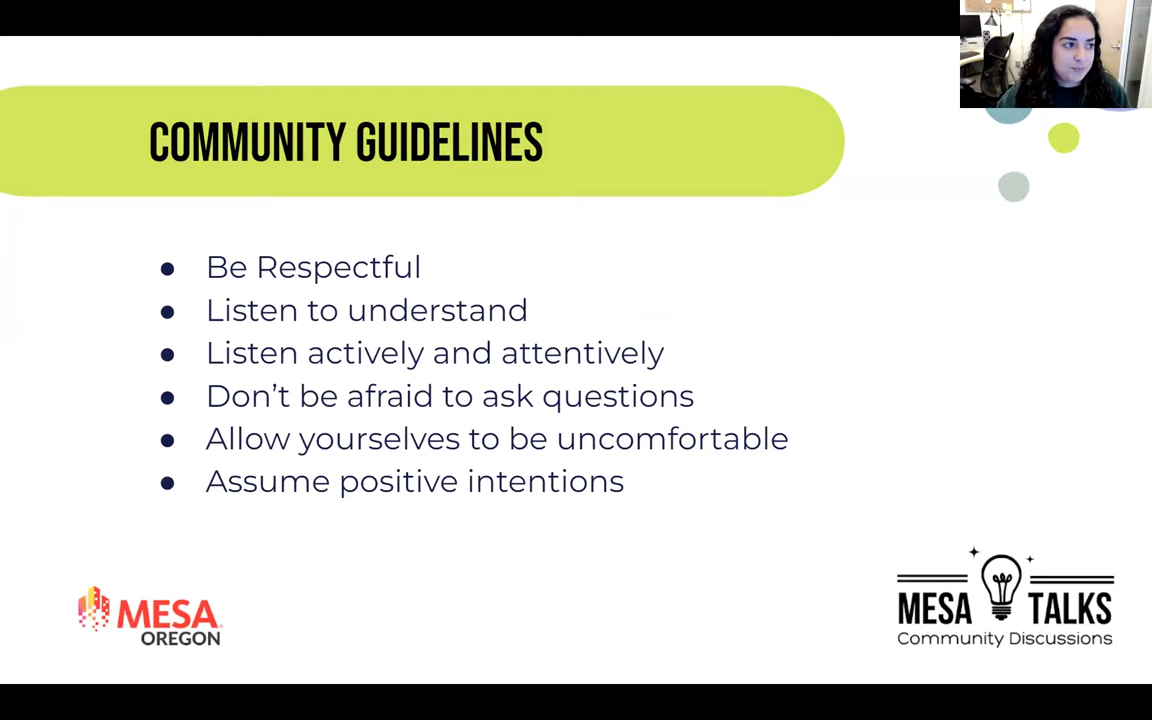 COMMUNITY GUIDELINES
● Be Respectful
● Listen to understand
● Listen actively and attentively
● Don’t be afraid to ask questions
● Allow yourselves to be uncomfortable
● Assume positive intentions
MESA
OREGON
MESA TALKS
Community Discussions